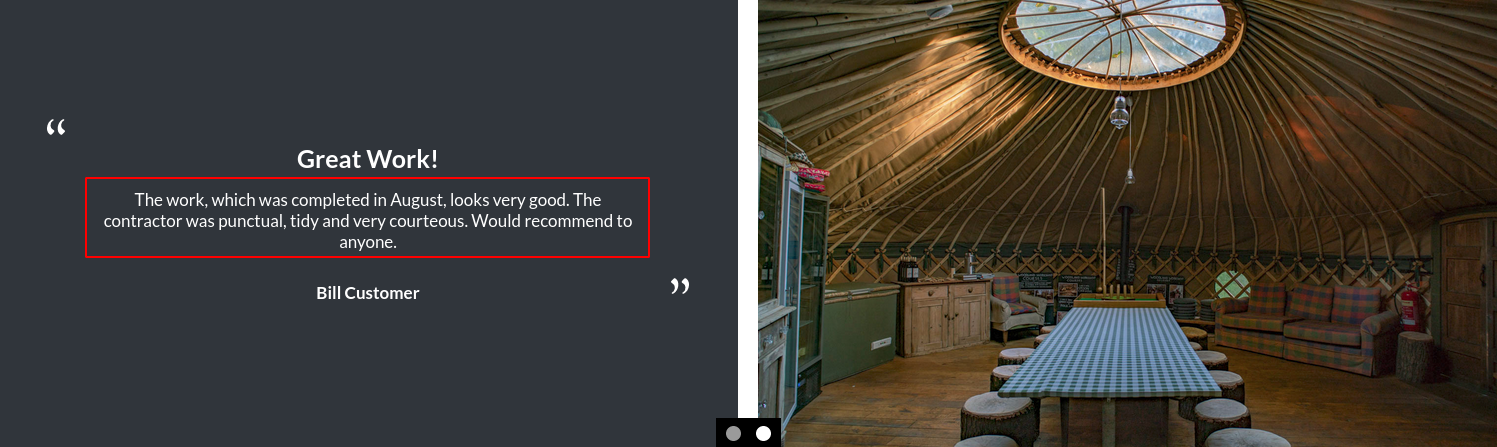 “
Great Work!
The work, which was completed in August, looks very good. The
contractor was punctual, tidy and very courteous. Would recommend to
anyone.
Bill Customer
”